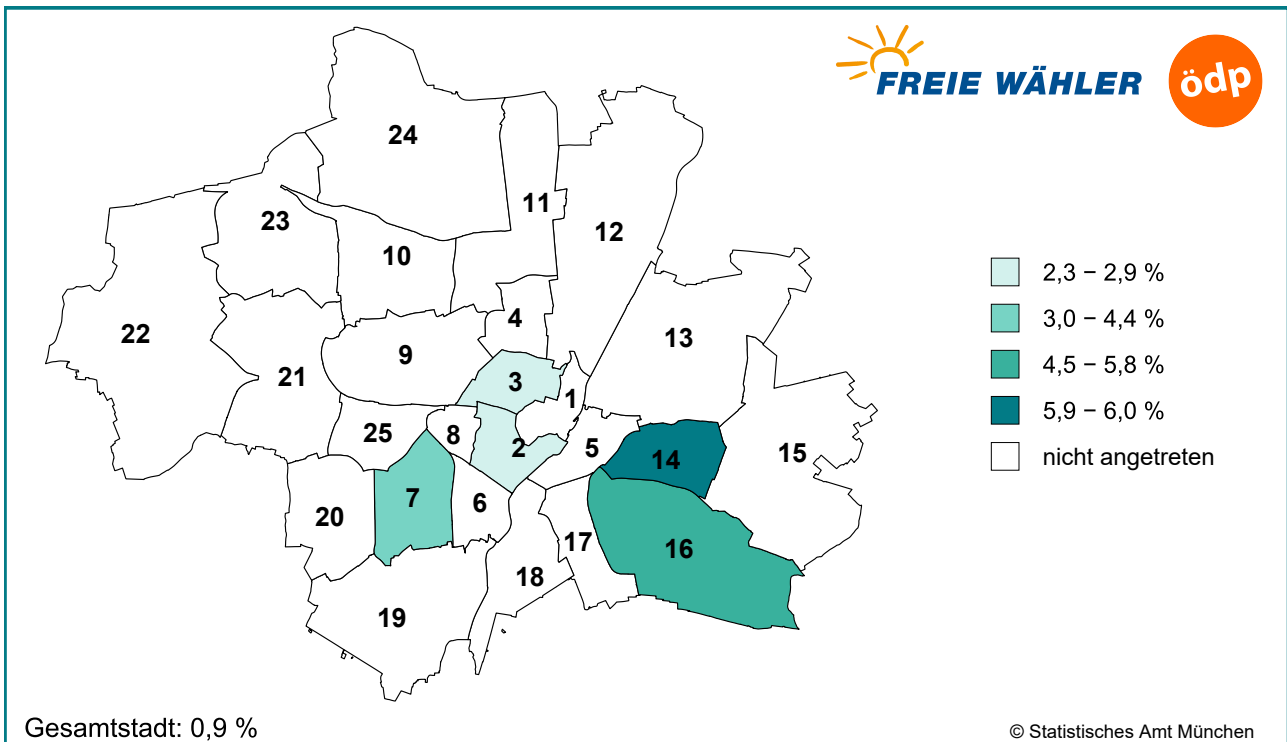 FREIE WÄHLER
ödp
24
11
23
12
10
22
4
13
9
21
3
1
25
8
2
5
14
15
7
6
20
17
16
18
19
2,3 – 2,9 %
3,0 – 4,4 %
4,5 – 5,8 %
5,9 – 6,0 %
nicht angetreten
Gesamtstadt: 0,9 %
© Statistisches Amt München